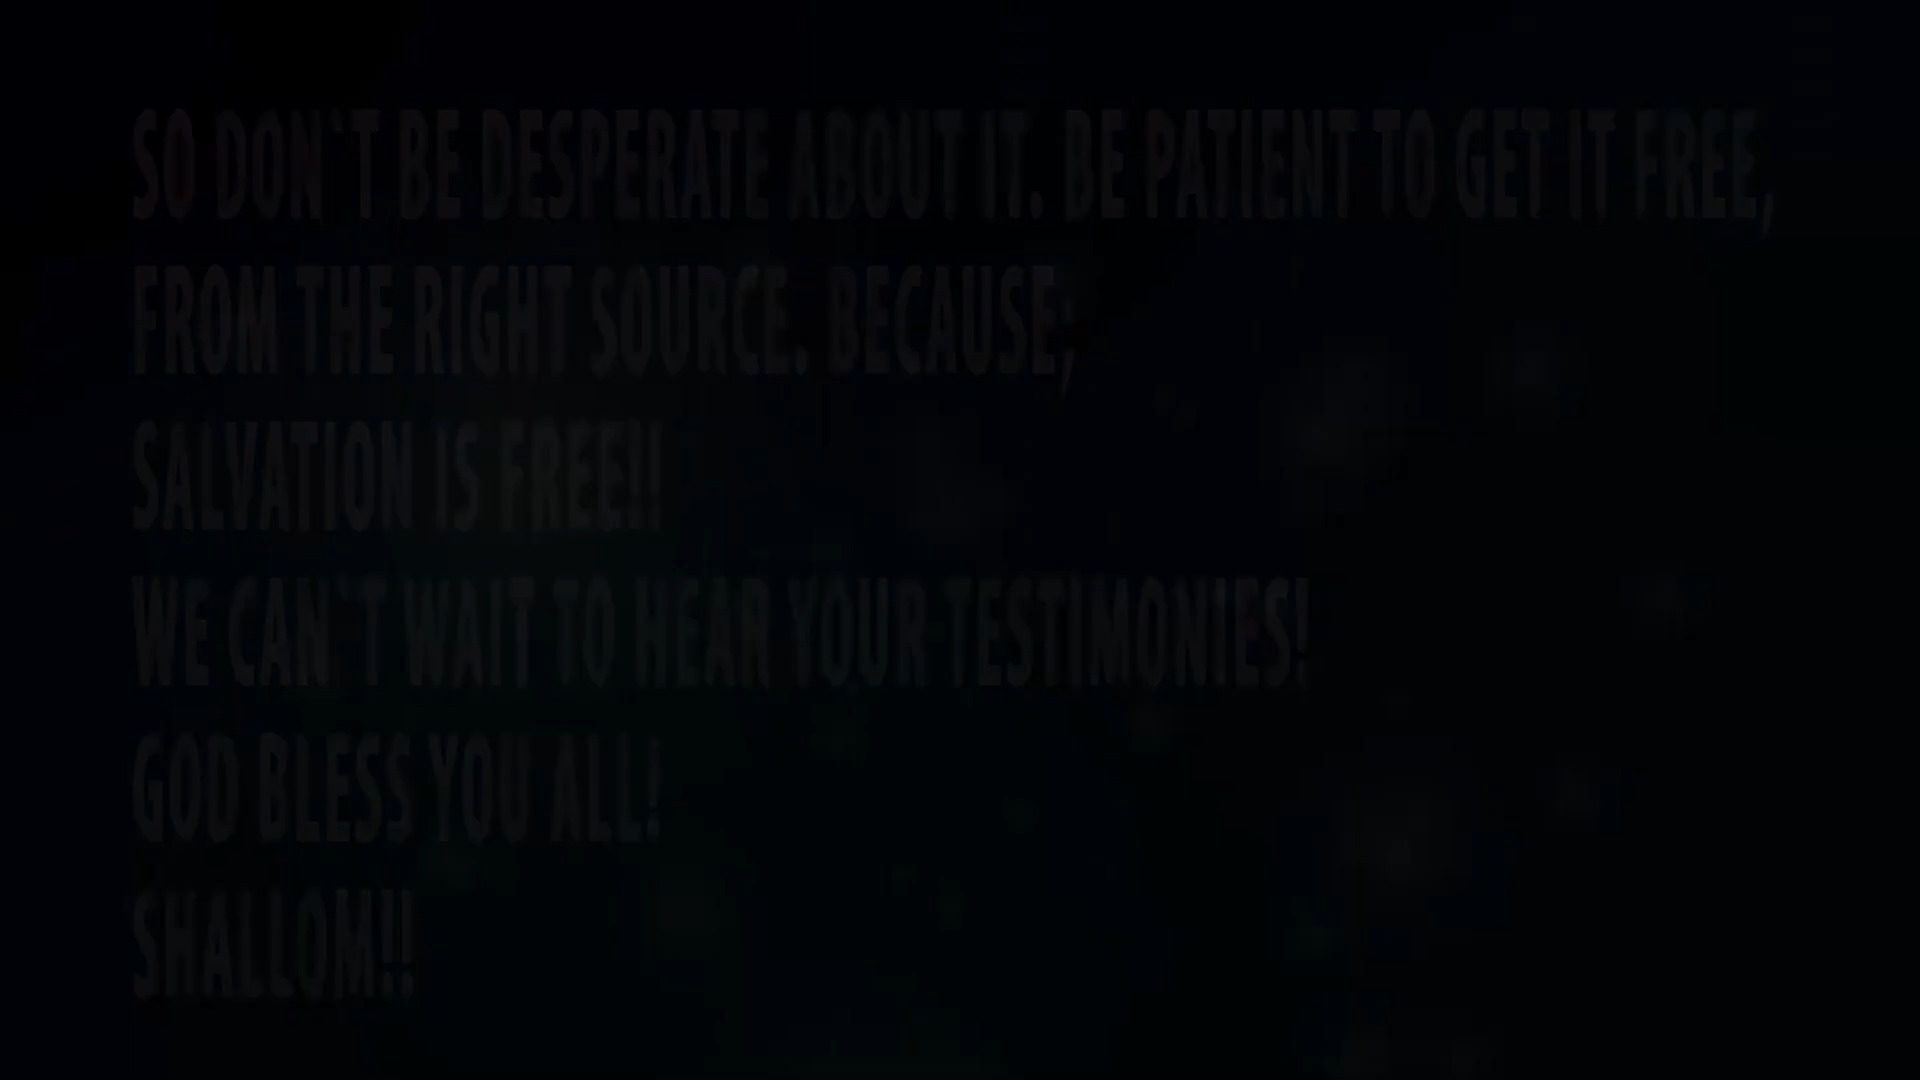 SO DON`T BE DESPERATE ABOUT IT. BE PATIENT TO GET IT FREE,
FROM THE RIGHT SOURCE. BECAUSE;
SALVATION IS FREE!!
WE CAN`T WAIT TO HEAR YOUR TESTIMONIES!
GOD BLESS YOU ALL!
SHALLOM!!